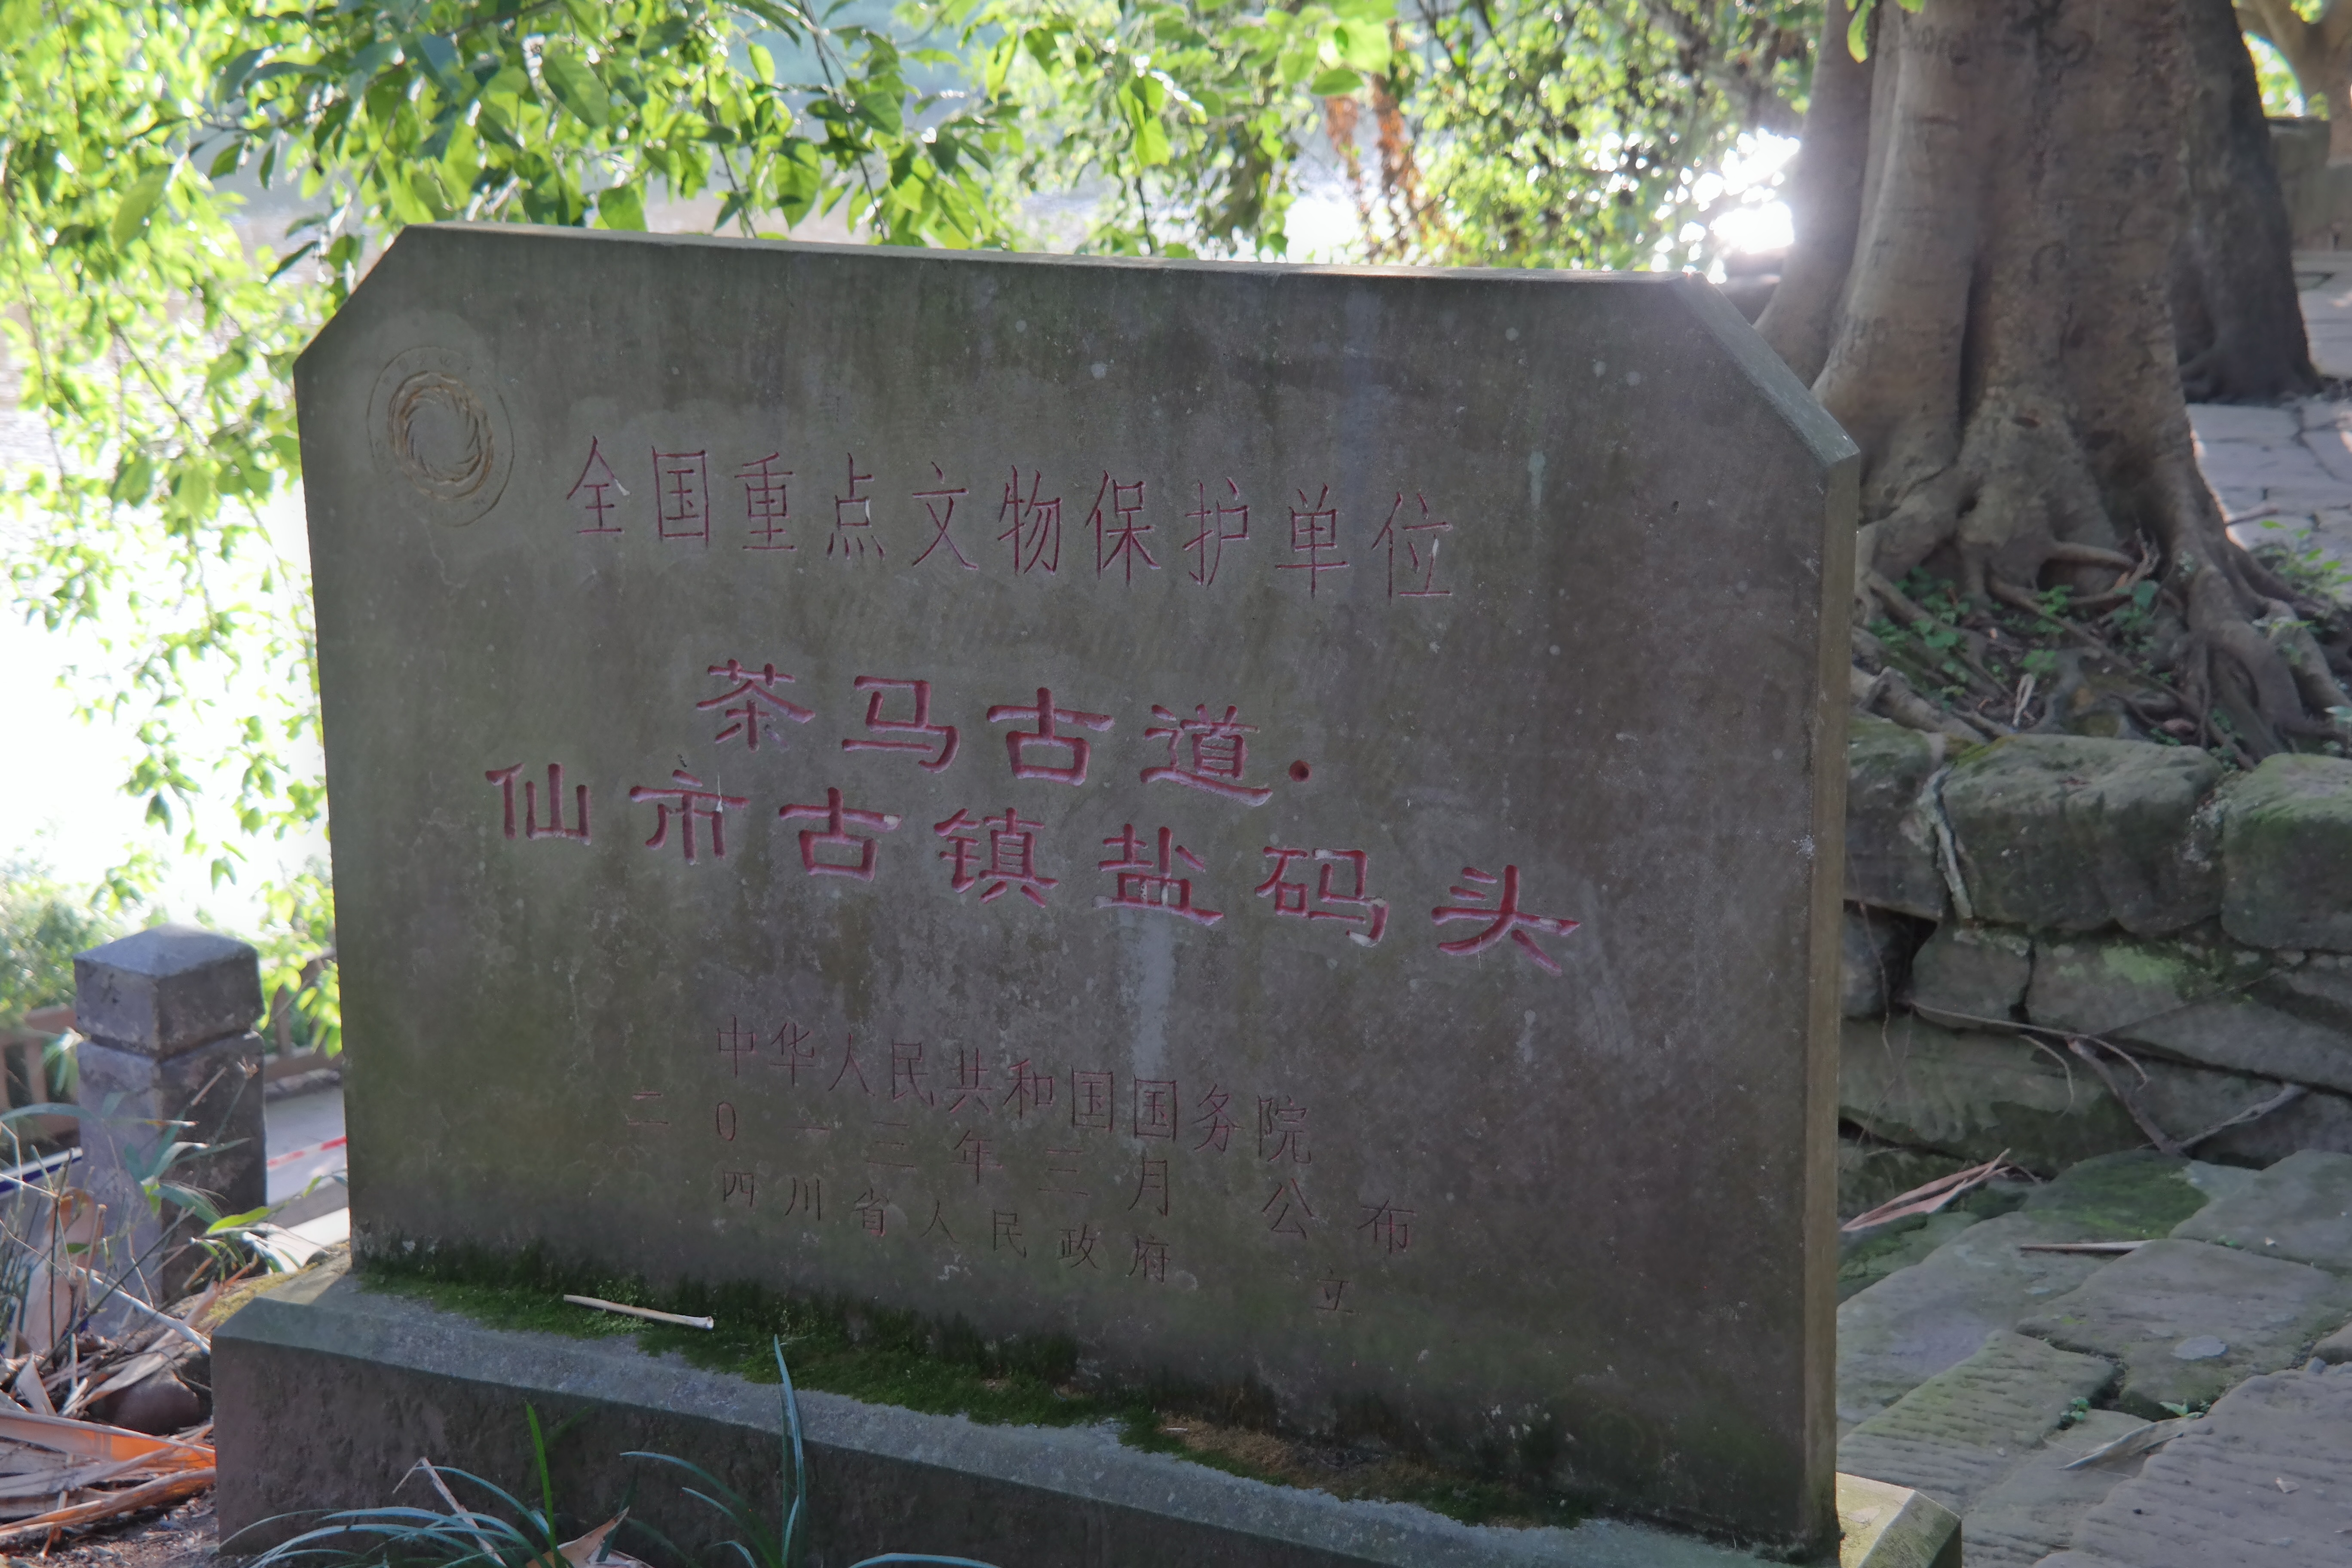 全国重点文物保护单位
茶马古道·
仙市古镇盐码头
中华人民共和国国务院
二0一三年三月 公布
四川省人民政府 立